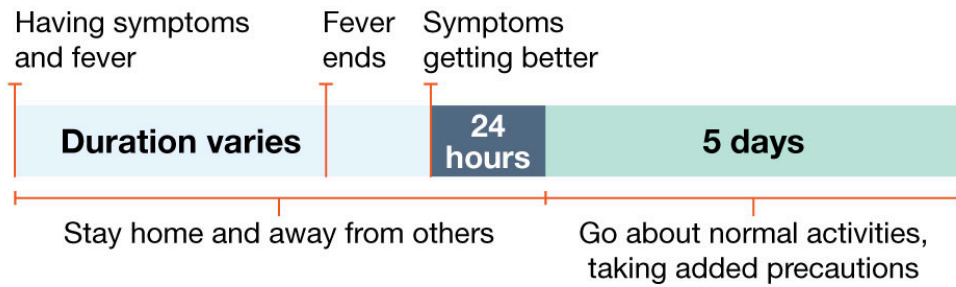 Having symptoms
and fever
Fever
ends
Symptoms
getting better
Duration varies
24
hours
5 days
Stay home and away from others
Go about normal activities,
taking added precautions